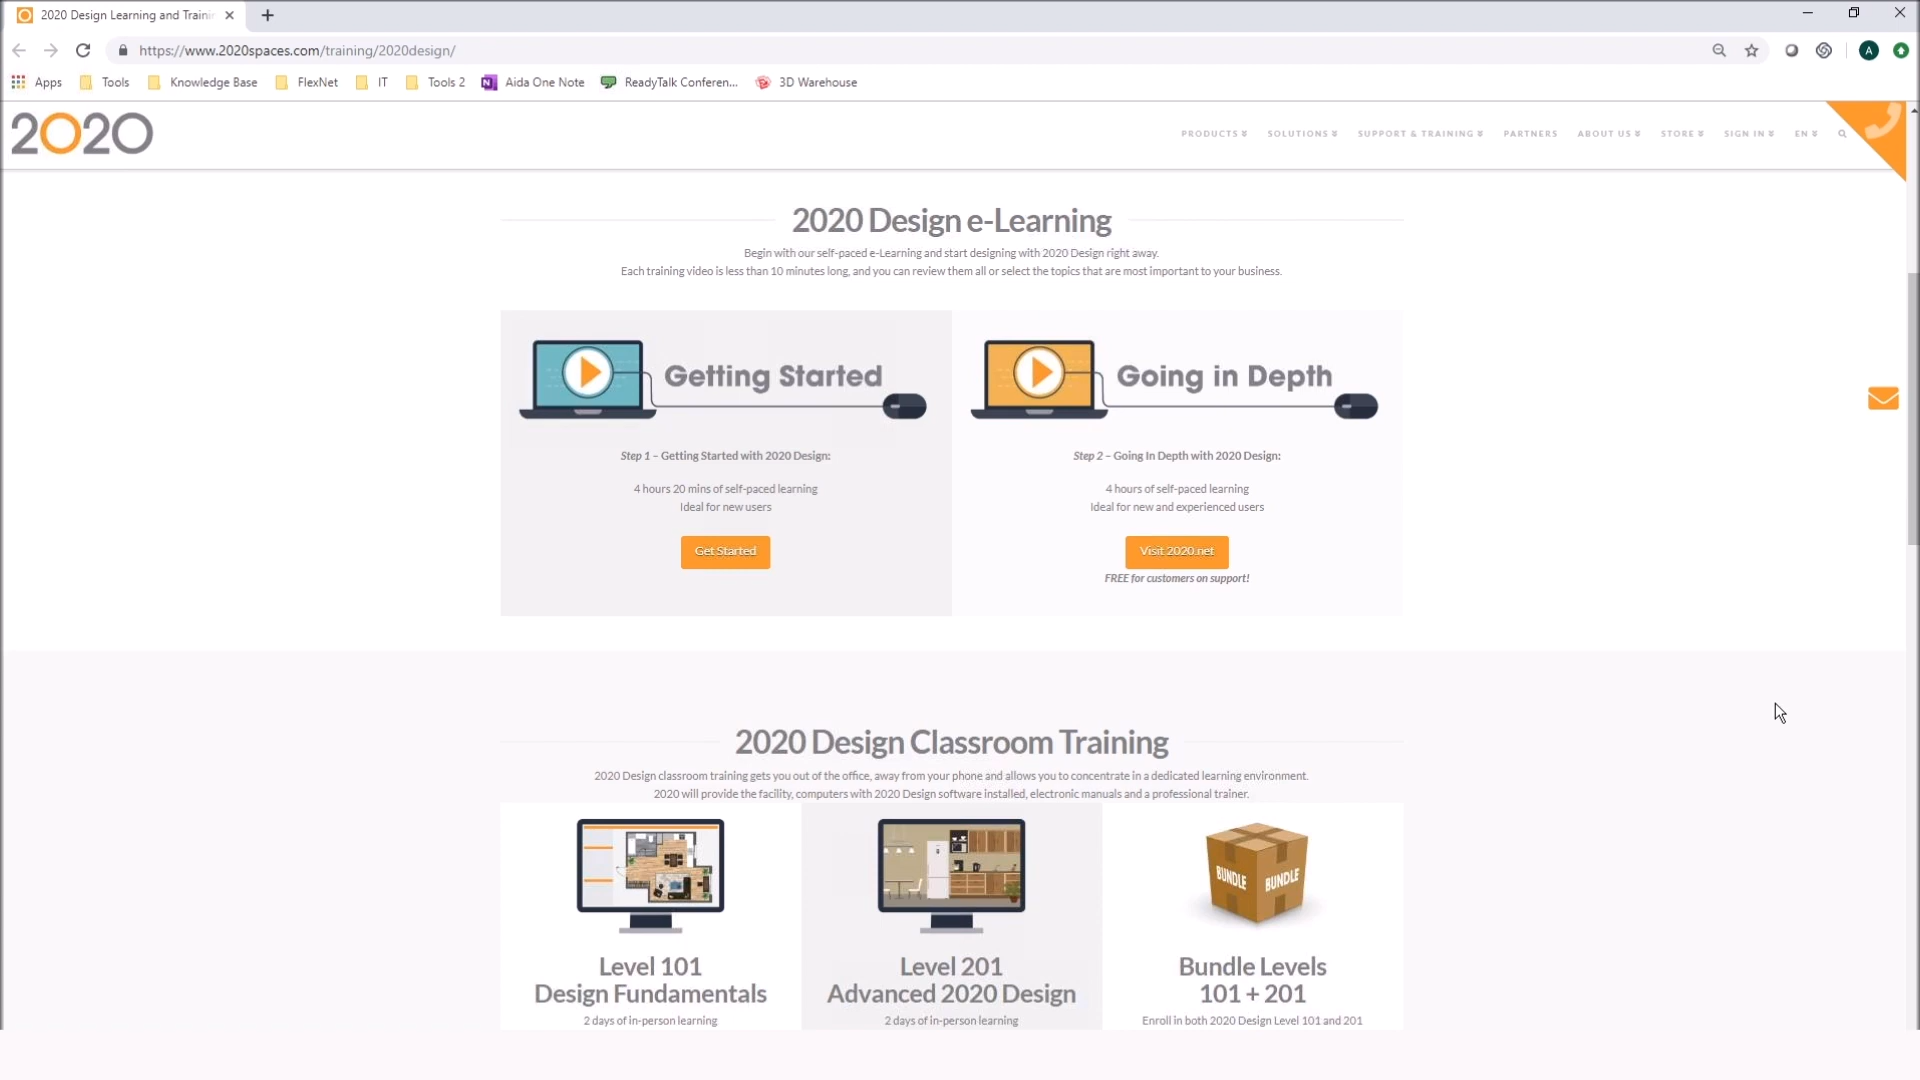 2020 Design Learning and Trainin
https://www.2020spaces.com/training/2020design/
A
Apps Tools Knowledge Base FlexNet IT Tools 2 Aida One Note ReadyTalk Conferen... 3D Warehouse
2020
PRODUCTS SOLUTIONS SUPPORT & TRAINING PARTNERS ABOUT US STORE SIGN IN EN
2020 Design e-Learning
Begin with our self-paced e-Learning and start designing with 2020 Design right away.
Each training video is less than 10 minutes long, and you can review them all or select the topics that are most important to your business.
Getting Started
Step 1 – Getting Started with 2020 Design:
4 hours 20 mins of self-paced learning
Ideal for new users
Get Started
Going in Depth
Step 2 – Going In Depth with 2020 Design:
4 hours of self-paced learning
Ideal for new and experienced users
Visit 2020.net
FREE for customers on support!
2020 Design Classroom Training
2020 Design classroom training gets you out of the office, away from your phone and allows you to concentrate in a dedicated learning environment.
2020 will provide the facility, computers with 2020 Design software installed, electronic manuals and a professional trainer.
Level 101
Design Fundamentals
2 days of in-person learning
Level 201
Advanced 2020 Design
2 days of in-person learning
BUNDLE BUNDLE
Bundle Levels
101 + 201
Enroll in both 2020 Design Level 101 and 201